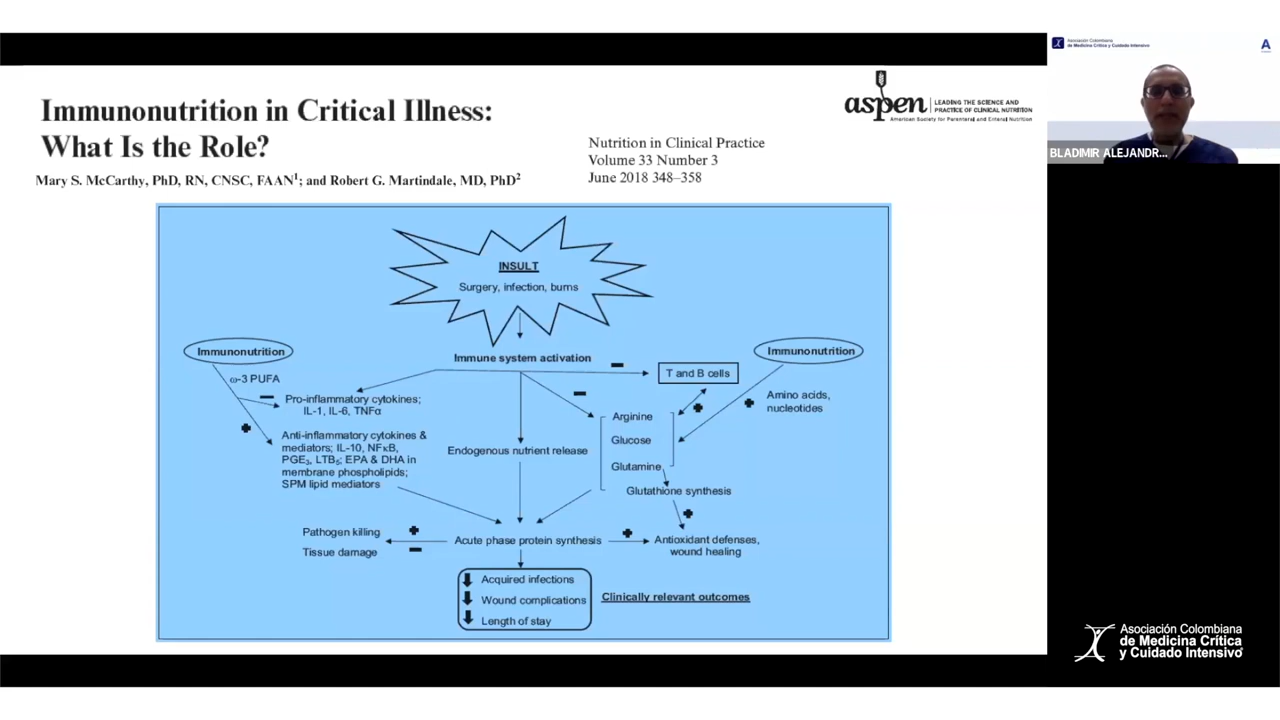 Immunonutrition in Critical Illness:
What Is the Role?
Mary S. McCarthy, PhD, RN, CNSC, FAAN¹; and Robert G. Martindale, MD, PhD²
Nutrition in Clinical Practice
Volume 33 Number 3
June 2018 348–358
aspen
LEADING THE SCIENCE AND
PRACTICE OF CLINICAL NUTRITION
American Society for Parenteral and Enteral Nutrition
Asociación Colombiana
de Medicina Crítica y Cuidado Intensivo
A
BLADIMIR ALEJANDR...
INSULT
Surgery, infection, burns
Immunonutrition
ω-3 PUFA
Immune system activation
T and B cells
Immunonutrition
Amino acids,
nucleotides
Pro-inflammatory cytokines;
IL-1, IL-6, TNFα
Anti-inflammatory cytokines &
mediators; IL-10, NFκB,
PGE₃, LTB₅; EPA & DHA in
membrane phospholipids;
SPM lipid mediators
Endogenous nutrient release
Arginine
Glucose
Glutamine
Glutathione synthesis
Pathogen killing
Tissue damage
Acute phase protein synthesis
Antioxidant defenses,
wound healing
Acquired infections
Wound complications
Length of stay
Clinically relevant outcomes
Asociación Colombiana
de Medicina Crítica
y Cuidado Intensivo